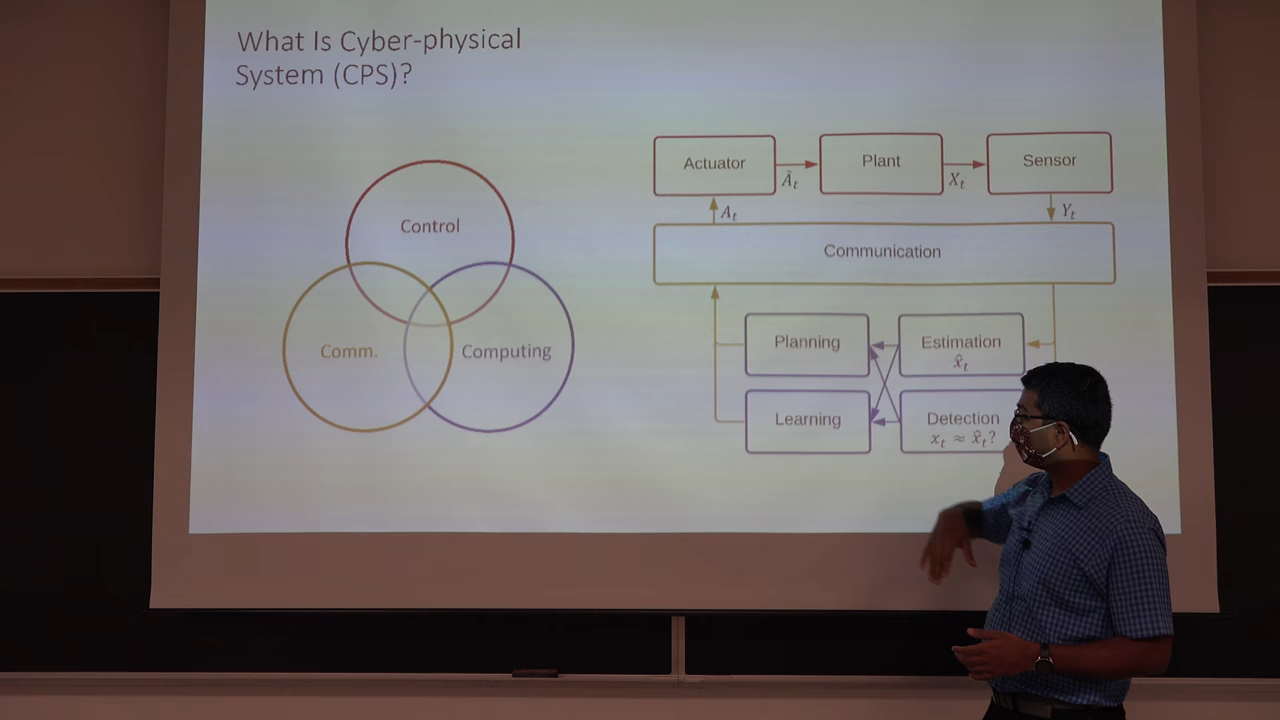 What Is Cyber-physical
System (CPS)?
Control
Comm.
Computing
Actuator
Plant
Sensor
Ã_t
X_t
A_t
Y_t
Communication
Planning
Estimation
x̂_t
Learning
Detection
x_t ≈ x̂_t?